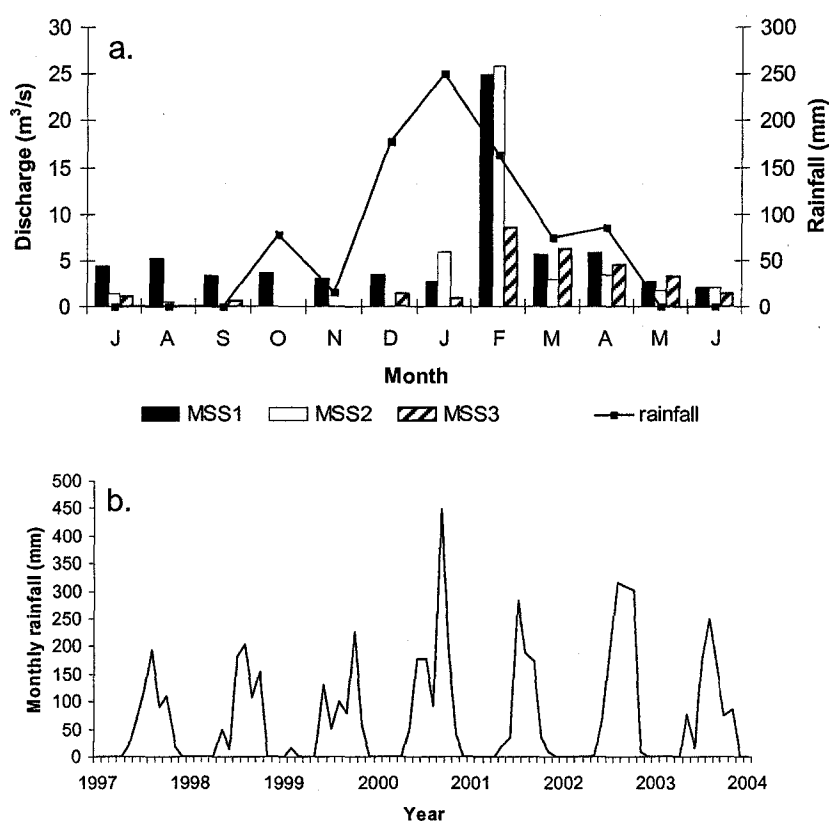 a.
30 300
25 250
20 200
15 150
10 100
5 50
0 0
Discharge (m³/s)
Rainfall (mm)
J A S O N D J F M A M J
Month
MSS1 MSS2 MSS3 rainfall
b.
500
450
400
350
300
250
200
150
100
50
0
Monthly rainfall (mm)
1997 1998 1999 2000 2001 2002 2003 2004
Year